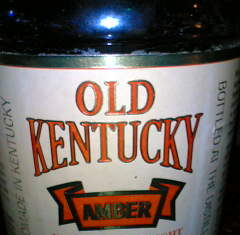 OLD
KENTUCKY
AMBER
MADE IN KENTUCKY
BOTTLED AT THE